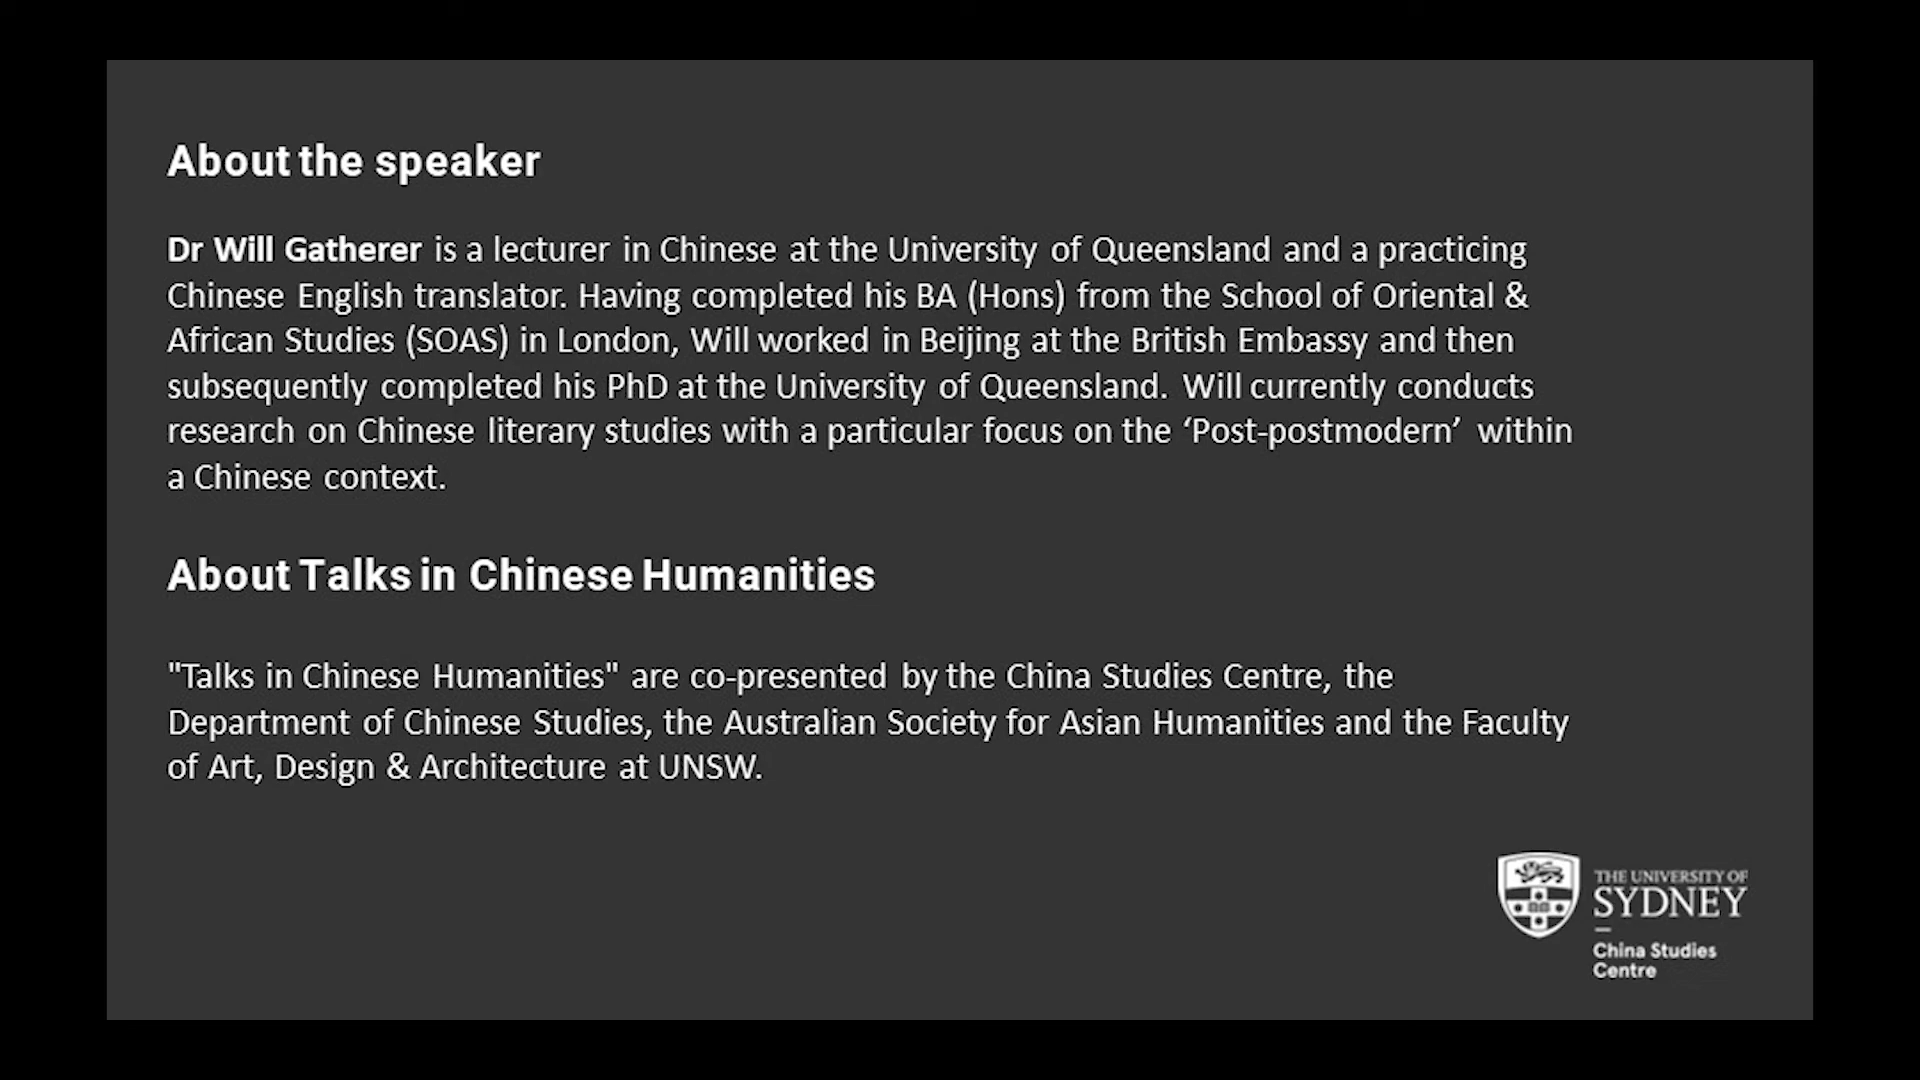 About the speaker
Dr Will Gatherer is a lecturer in Chinese at the University of Queensland and a practicing
Chinese English translator. Having completed his BA (Hons) from the School of Oriental &
African Studies (SOAS) in London, Will worked in Beijing at the British Embassy and then
subsequently completed his PhD at the University of Queensland. Will currently conducts
research on Chinese literary studies with a particular focus on the ‘Post-postmodern’ within
a Chinese context.
About Talks in Chinese Humanities
"Talks in Chinese Humanities" are co-presented by the China Studies Centre, the
Department of Chinese Studies, the Australian Society for Asian Humanities and the Faculty
of Art, Design & Architecture at UNSW.
THE UNIVERSITY OF
SYDNEY
China Studies
Centre